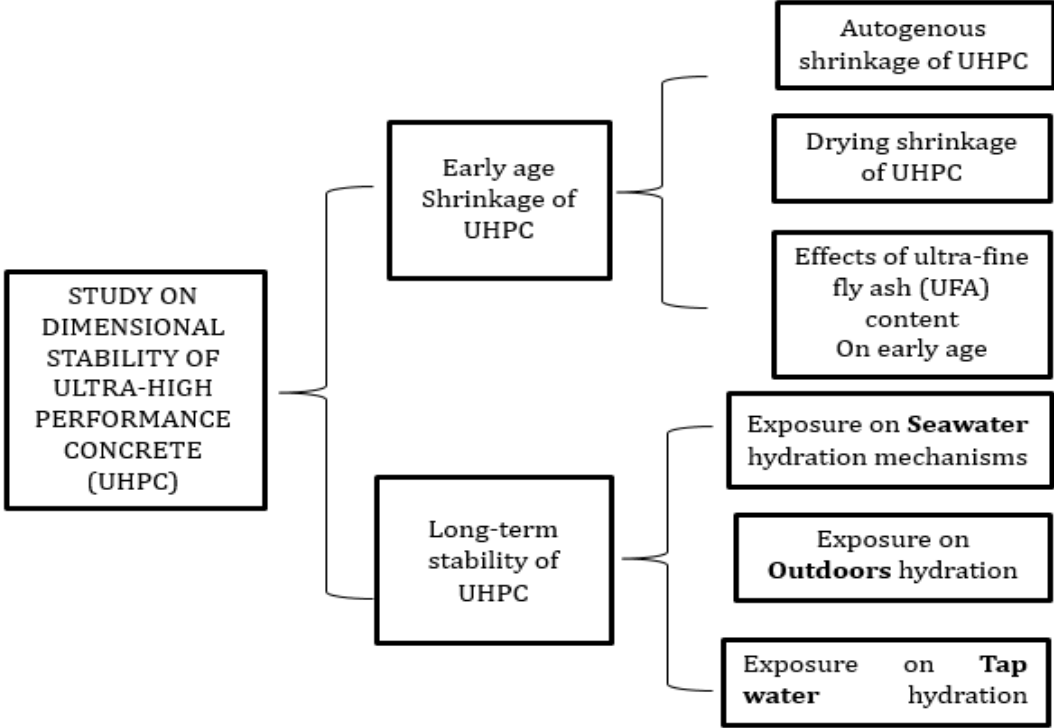 STUDY ON
DIMENSIONAL
STABILITY OF
ULTRA-HIGH
PERFORMANCE
CONCRETE
(UHPC)
Early age
Shrinkage of
UHPC
Autogenous
shrinkage of UHPC
Drying shrinkage
of UHPC
Effects of ultra-fine
fly ash (UFA)
content
On early age
Long-term
stability of
UHPC
Exposure on Seawater
hydration mechanisms
Exposure on
Outdoors hydration
Exposure on Tap
water hydration